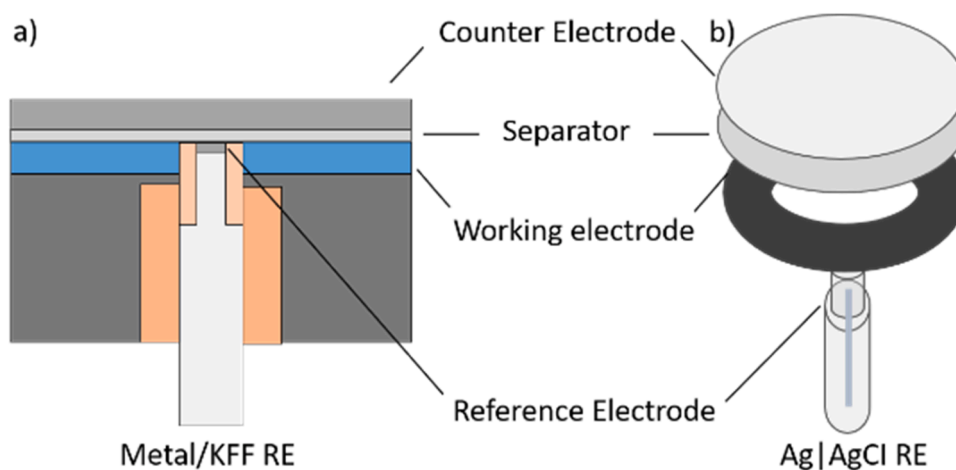 a)
Counter Electrode
b)
Separator
Working electrode
Reference Electrode
Metal/KFF RE
Ag|AgCl RE